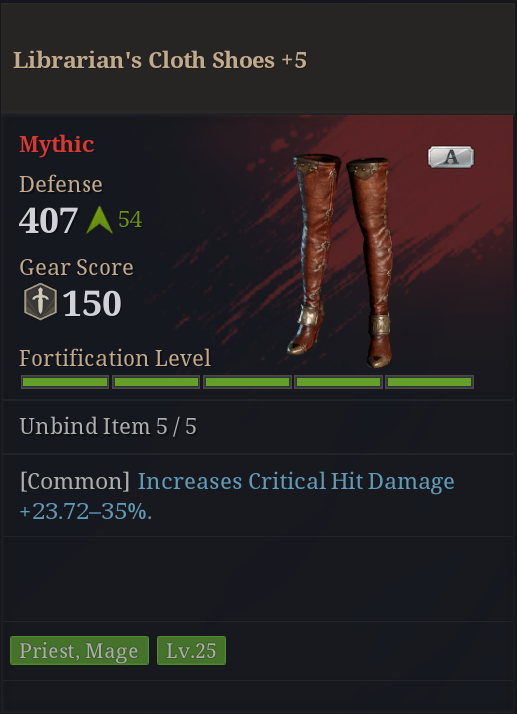 Librarian's Cloth Shoes +5
Mythic
A
Defense
407 54
Gear Score
150
Fortification Level
Unbind Item 5 / 5
[Common] Increases Critical Hit Damage
+23.72–35%.
Priest, Mage Lv.25